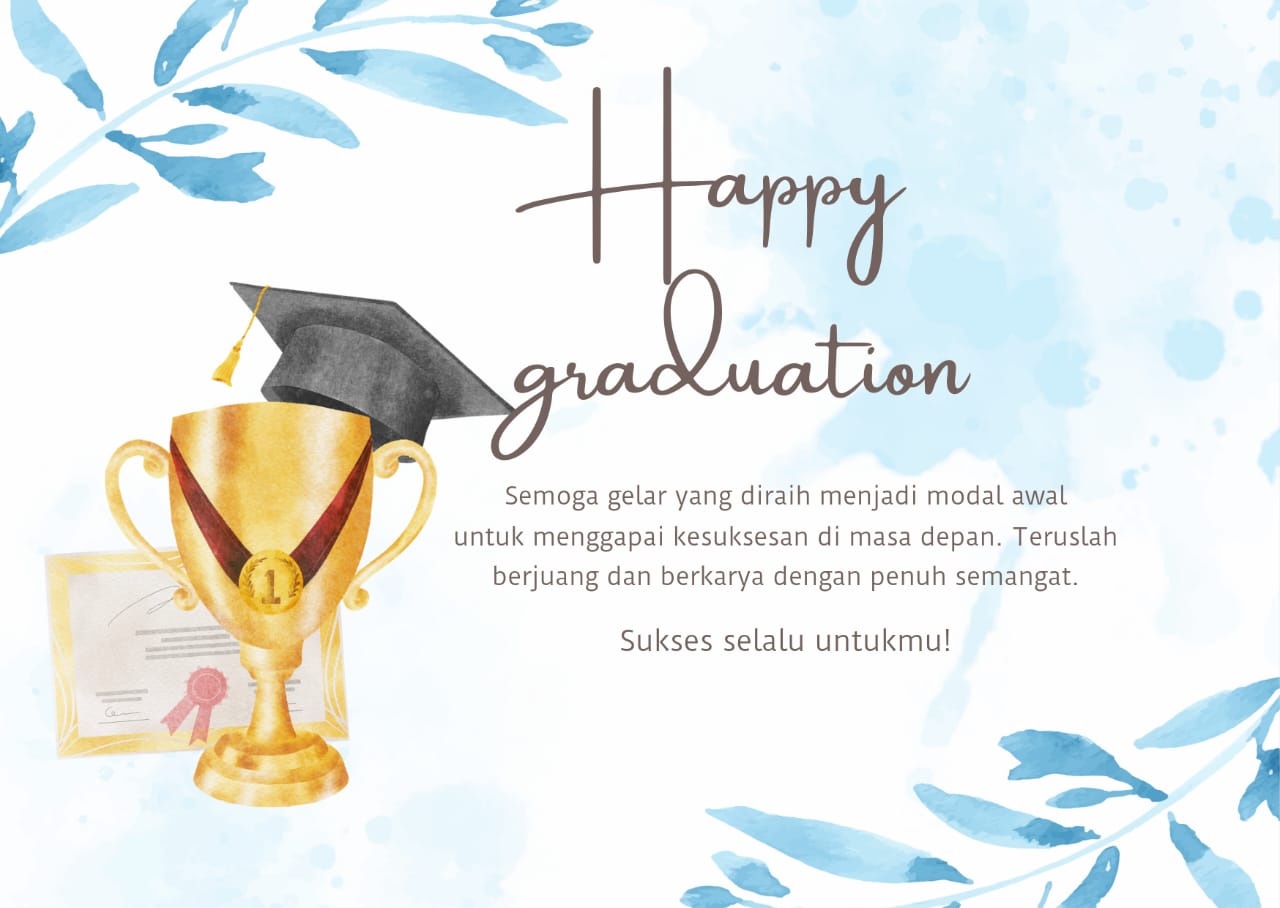 Happy
graduation
Semoga gelar yang diraih menjadi modal awal
untuk menggapai kesuksesan di masa depan. Teruslah
berjuang dan berkarya dengan penuh semangat.
Sukses selalu untukmu!
1